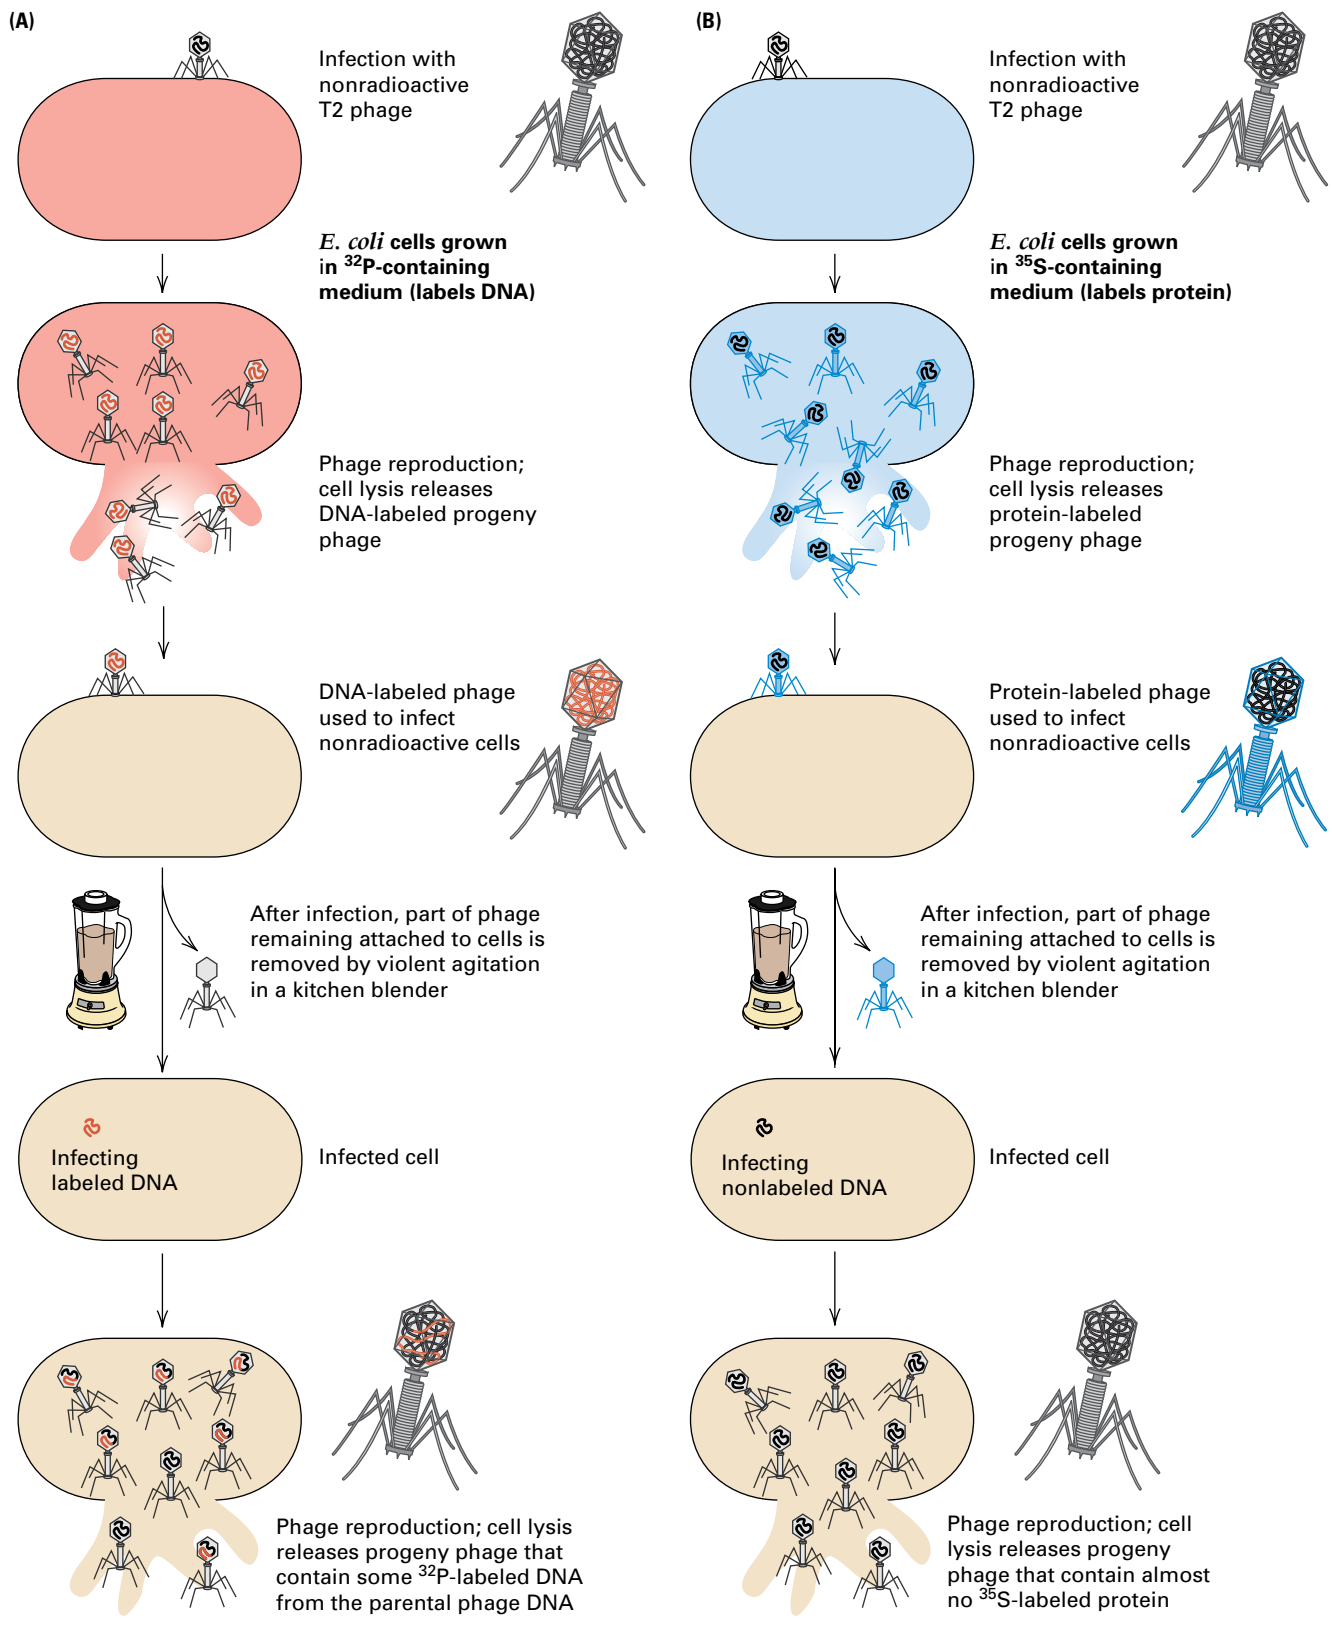 (A)
Infection with
nonradioactive
T2 phage
E. coli cells grown
in ³²P-containing
medium (labels DNA)
Phage reproduction;
cell lysis releases
DNA-labeled progeny
phage
DNA-labeled phage
used to infect
nonradioactive cells
After infection, part of phage
remaining attached to cells is
removed by violent agitation
in a kitchen blender
Infecting
labeled DNA
Infected cell
Phage reproduction; cell lysis
releases progeny phage that
contain some ³²P-labeled DNA
from the parental phage DNA
(B)
Infection with
nonradioactive
T2 phage
E. coli cells grown
in ³⁵S-containing
medium (labels protein)
Phage reproduction;
cell lysis releases
protein-labeled
progeny phage
Protein-labeled phage
used to infect
nonradioactive cells
After infection, part of phage
remaining attached to cells is
removed by violent agitation
in a kitchen blender
Infecting
nonlabeled DNA
Infected cell
Phage reproduction; cell
lysis releases progeny
phage that contain almost
no ³⁵S-labeled protein